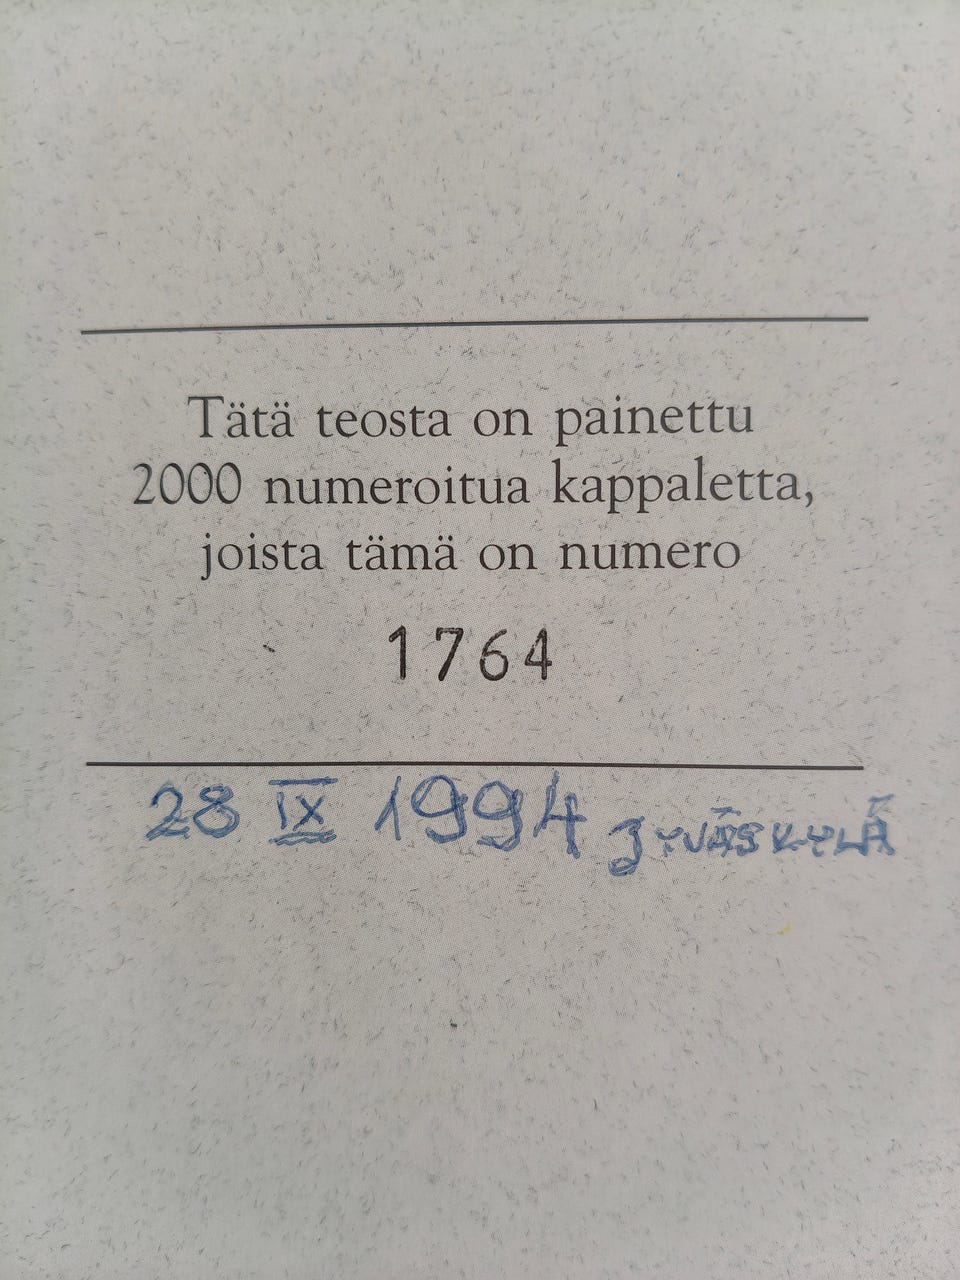 Tätä teosta on painettu
2000 numeroitua kappaletta,
joista tämä on numero
1764
28 IX 1994 JYVÄSKYLÄ